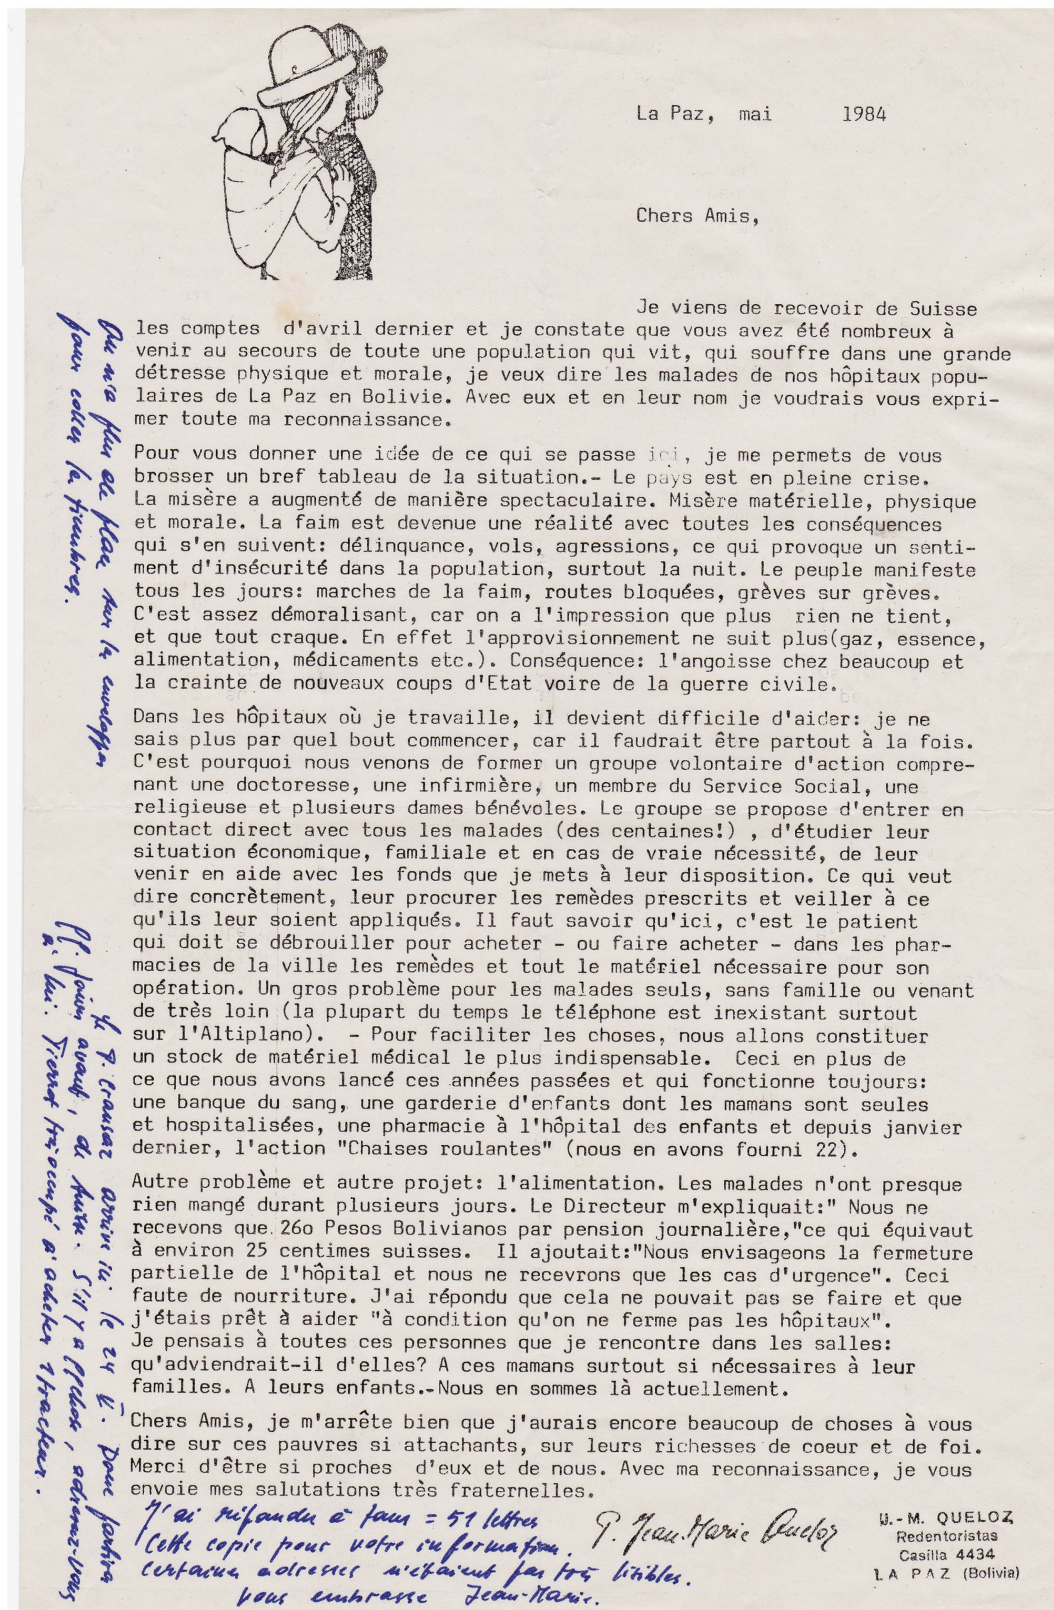 La Paz, mai 1984
Chers Amis,
Je viens de recevoir de Suisse
les comptes d'avril dernier et je constate que vous avez été nombreux à
venir au secours de toute une population qui vit, qui souffre dans une grande
détresse physique et morale, je veux dire les malades de nos hôpitaux popu-
laires de La Paz en Bolivie. Avec eux et en leur nom je voudrais vous expri-
mer toute ma reconnaissance.
Pour vous donner une idée de ce qui se passe ici, je me permets de vous
brosser un bref tableau de la situation.- Le pays est en pleine crise.
La misère a augmenté de manière spectaculaire. Misère matérielle, physique
et morale. La faim est devenue une réalité avec toutes les conséquences
qui s'en suivent: délinquance, vols, agressions, ce qui provoque un senti-
ment d'insécurité dans la population, surtout la nuit. Le peuple manifeste
tous les jours: marches de la faim, routes bloquées, grèves sur grèves.
C'est assez démoralisant, car on a l'impression que plus rien ne tient,
et que tout craque. En effet l'approvisionnement ne suit plus(gaz, essence,
alimentation, médicaments etc.). Conséquence: l'angoisse chez beaucoup et
la crainte de nouveaux coups d'Etat voire de la guerre civile.
Dans les hôpitaux où je travaille, il devient difficile d'aider: je ne
sais plus par quel bout commencer, car il faudrait être partout à la fois.
C'est pourquoi nous venons de former un groupe volontaire d'action compre-
nant une doctoresse, une infirmière, un membre du Service Social, une
religieuse et plusieurs dames bénévoles. Le groupe se propose d'entrer en
contact direct avec tous les malades (des centaines!) , d'étudier leur
situation économique, familiale et en cas de vraie nécessité, de leur
venir en aide avec les fonds que je mets à leur disposition. Ce qui veut
dire concrètement, leur procurer les remèdes prescrits et veiller à ce
qu'ils leur soient appliqués. Il faut savoir qu'ici, c'est le patient
qui doit se débrouiller pour acheter - ou faire acheter - dans les phar-
macies de la ville les remèdes et tout le matériel nécessaire pour son
opération. Un gros problème pour les malades seuls, sans famille ou venant
de très loin (la plupart du temps le téléphone est inexistant surtout
sur l'Altiplano). - Pour faciliter les choses, nous allons constituer
un stock de matériel médical le plus indispensable. Ceci en plus de
ce que nous avons lancé ces années passées et qui fonctionne toujours:
une banque du sang, une garderie d'enfants dont les mamans sont seules
et hospitalisées, une pharmacie à l'hôpital des enfants et depuis janvier
dernier, l'action "Chaises roulantes" (nous en avons fourni 22).
Autre problème et autre projet: l'alimentation. Les malades n'ont presque
rien mangé durant plusieurs jours. Le Directeur m'expliquait:" Nous ne
recevons que 26o Pesos Bolivianos par pension journalière,"ce qui équivaut
à environ 25 centimes suisses. Il ajoutait:"Nous envisageons la fermeture
partielle de l'hôpital et nous ne recevrons que les cas d'urgence". Ceci
faute de nourriture. J'ai répondu que cela ne pouvait pas se faire et que
j'étais prêt à aider "à condition qu'on ne ferme pas les hôpitaux".
Je pensais à toutes ces personnes que je rencontre dans les salles:
qu'adviendrait-il d'elles? A ces mamans surtout si nécessaires à leur
familles. A leurs enfants.-Nous en sommes là actuellement.
Chers Amis, je m'arrête bien que j'aurais encore beaucoup de choses à vous
dire sur ces pauvres si attachants, sur leurs richesses de coeur et de foi.
Merci d'être si proches d'eux et de nous. Avec ma reconnaissance, je vous
envoie mes salutations très fraternelles.
J'ai répondu à tous = 51 lettres
Cette copie pour votre information.
certaines adresses n'étaient pas très lisibles.
vous embrasse Jean-Marie.
P. Jean-Marie Queloz
J.-M. QUELOZ
Redentoristas
Casilla 4434
LA PAZ (Bolivia)
On n'a plus de place sur la enveloppes
pour coller les timbres.
Le P. Cransaz arrive ici le 24 V. Donc partira
jours avant, de Suisse. S'il y a , adressez-vous
à lui. Pierrot très occupé à acheter 1 tracteur.